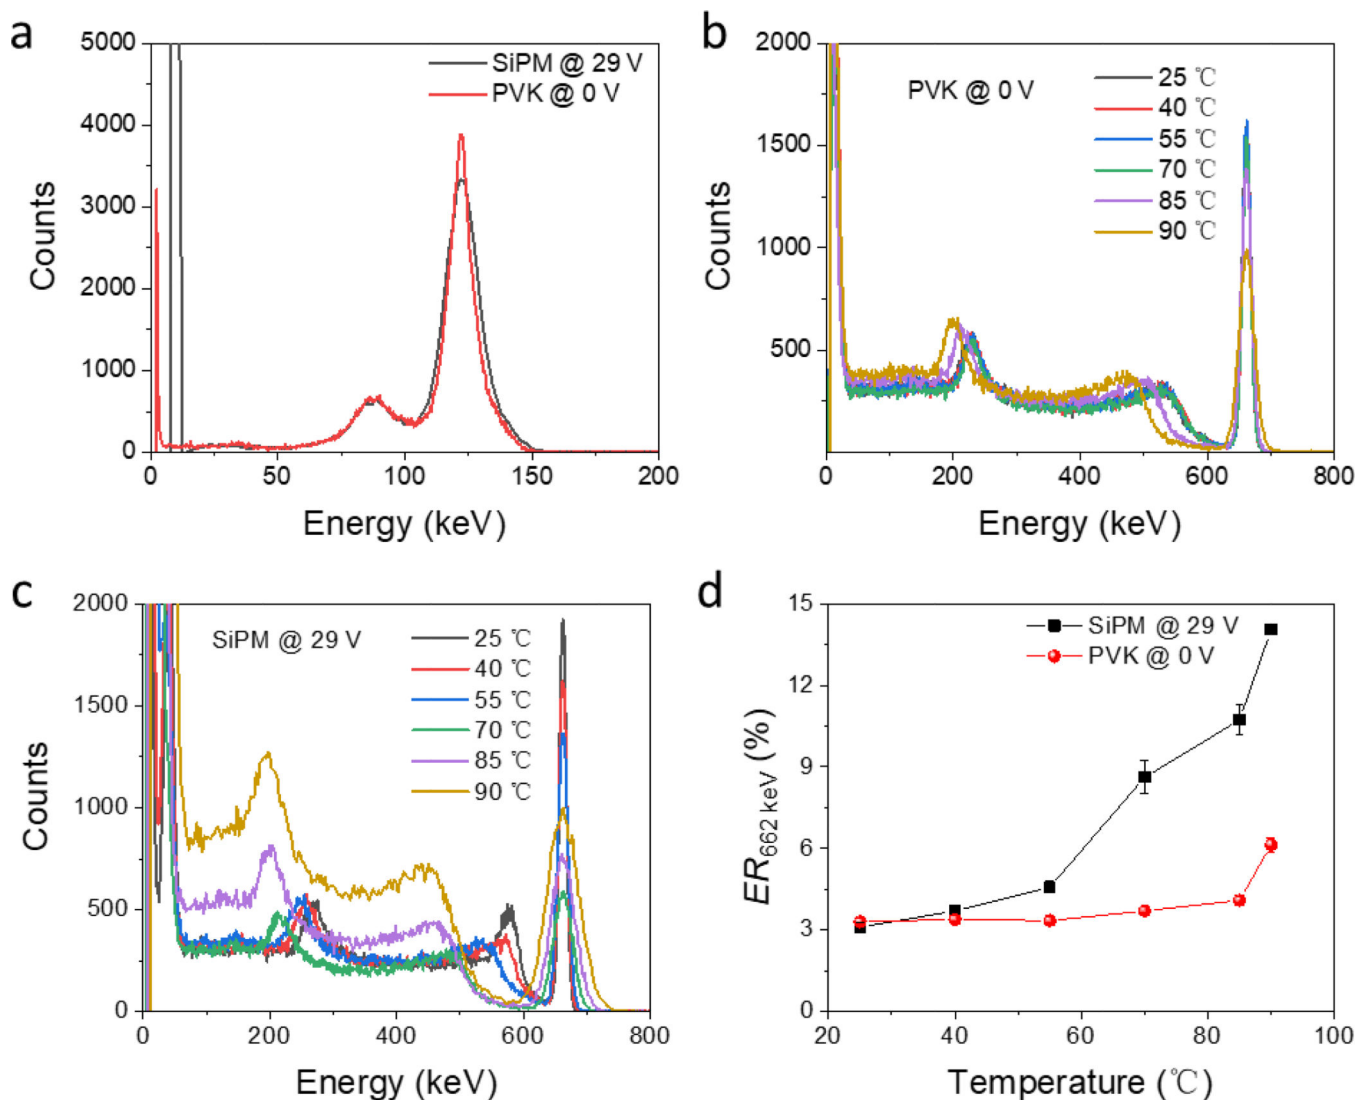 a
5000
4000
3000
2000
1000
0
SiPM @ 29 V
PVK @ 0 V
Counts
0 50 100 150 200
Energy (keV)
b
2000
1500
1000
500
PVK @ 0 V
25 ℃
40 ℃
55 ℃
70 ℃
85 ℃
90 ℃
Counts
0 200 400 600 800
Energy (keV)
c
2000
1500
1000
500
0
SiPM @ 29 V
25 ℃
40 ℃
55 ℃
70 ℃
85 ℃
90 ℃
Counts
0 200 400 600 800
Energy (keV)
d
15
12
9
6
3
0
SiPM @ 29 V
PVK @ 0 V
ER662 keV (%)
20 40 60 80 100
Temperature (℃)